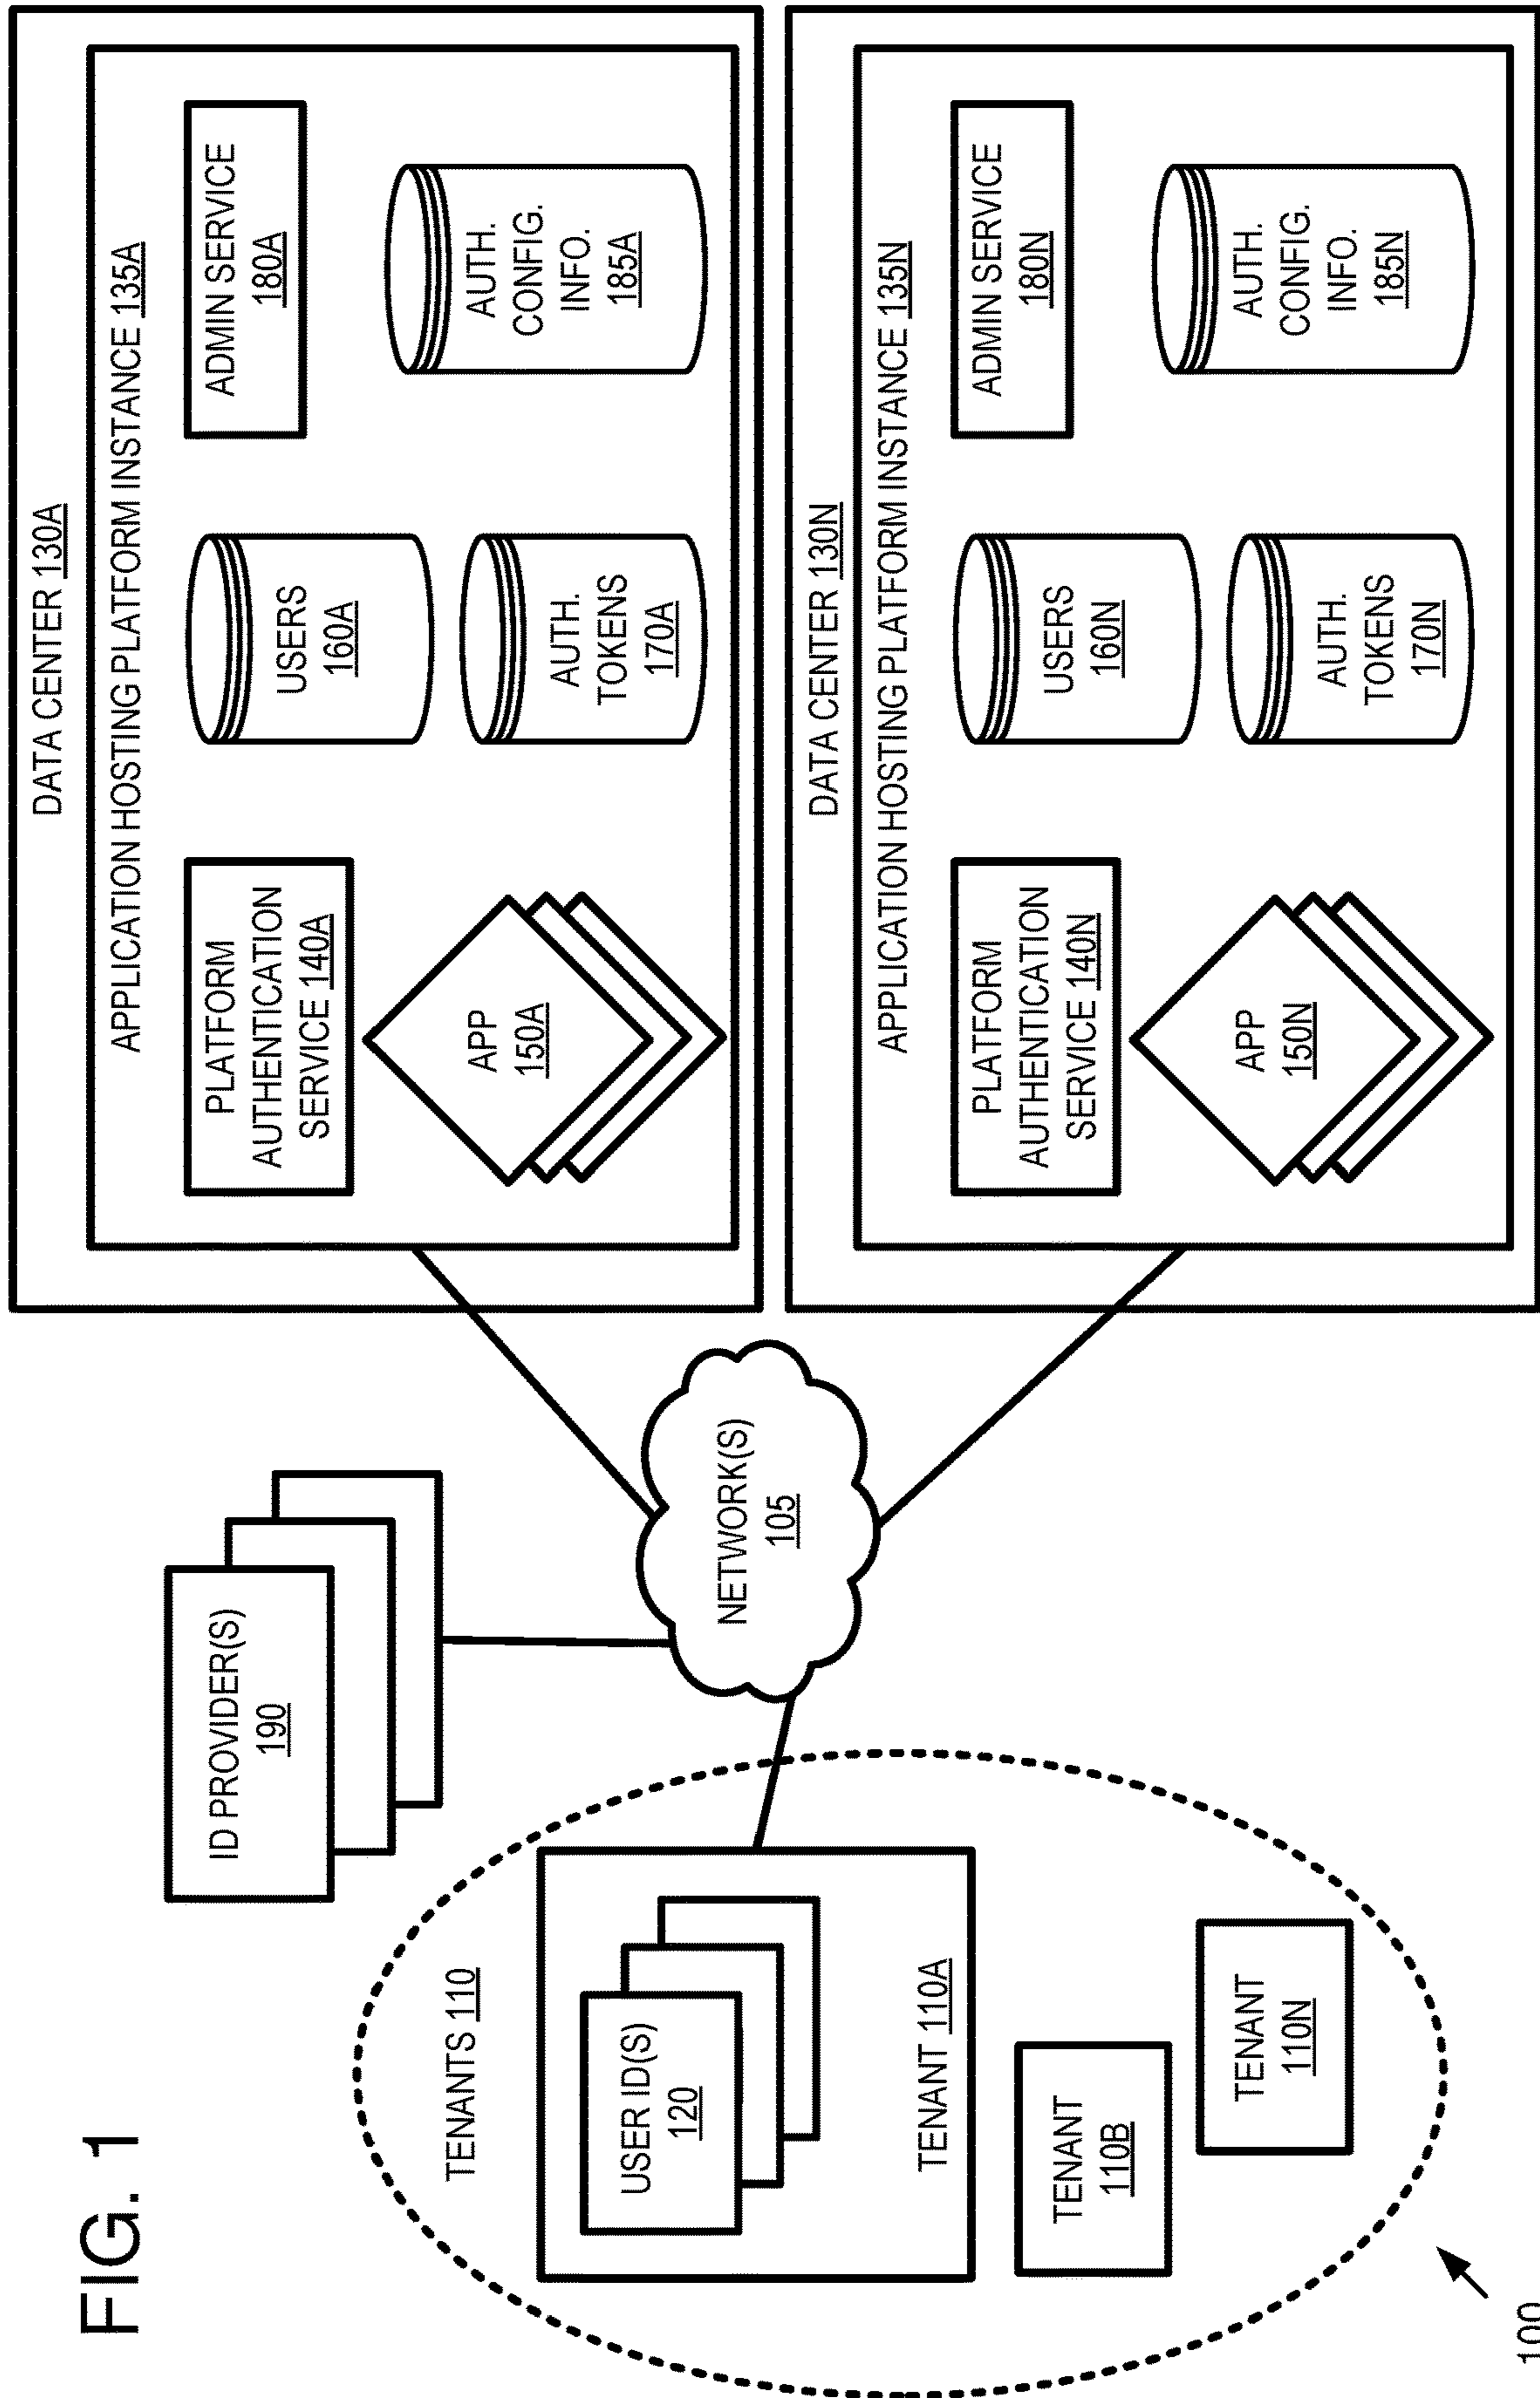 FIG. 1
TENANTS 110
USER ID(S)
120
TENANT 110A
TENANT
110B
TENANT
110N
100
ID PROVIDER(S)
190
NETWORK(S)
105
DATA CENTER 130A
APPLICATION HOSTING PLATFORM INSTANCE 135A
PLATFORM
AUTHENTICATION
SERVICE 140A
APP
150A
USERS
160A
AUTH.
TOKENS
170A
ADMIN SERVICE
180A
AUTH.
CONFIG.
INFO.
185A
DATA CENTER 130N
APPLICATION HOSTING PLATFORM INSTANCE 135N
PLATFORM
AUTHENTICATION
SERVICE 140N
APP
150N
USERS
160N
AUTH.
TOKENS
170N
ADMIN SERVICE
180N
AUTH.
CONFIG.
INFO.
185N